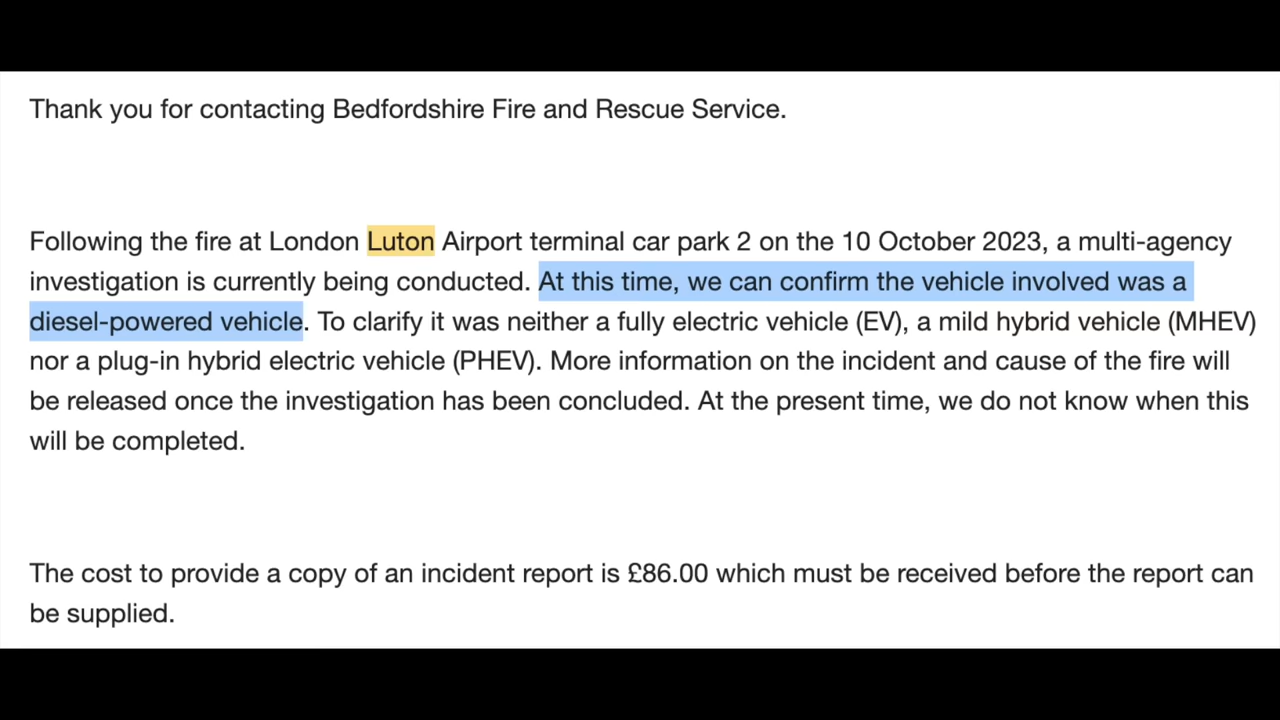 Thank you for contacting Bedfordshire Fire and Rescue Service.
Following the fire at London Luton Airport terminal car park 2 on the 10 October 2023, a multi-agency
investigation is currently being conducted. At this time, we can confirm the vehicle involved was a
diesel-powered vehicle. To clarify it was neither a fully electric vehicle (EV), a mild hybrid vehicle (MHEV)
nor a plug-in hybrid electric vehicle (PHEV). More information on the incident and cause of the fire will
be released once the investigation has been concluded. At the present time, we do not know when this
will be completed.
The cost to provide a copy of an incident report is £86.00 which must be received before the report can
be supplied.